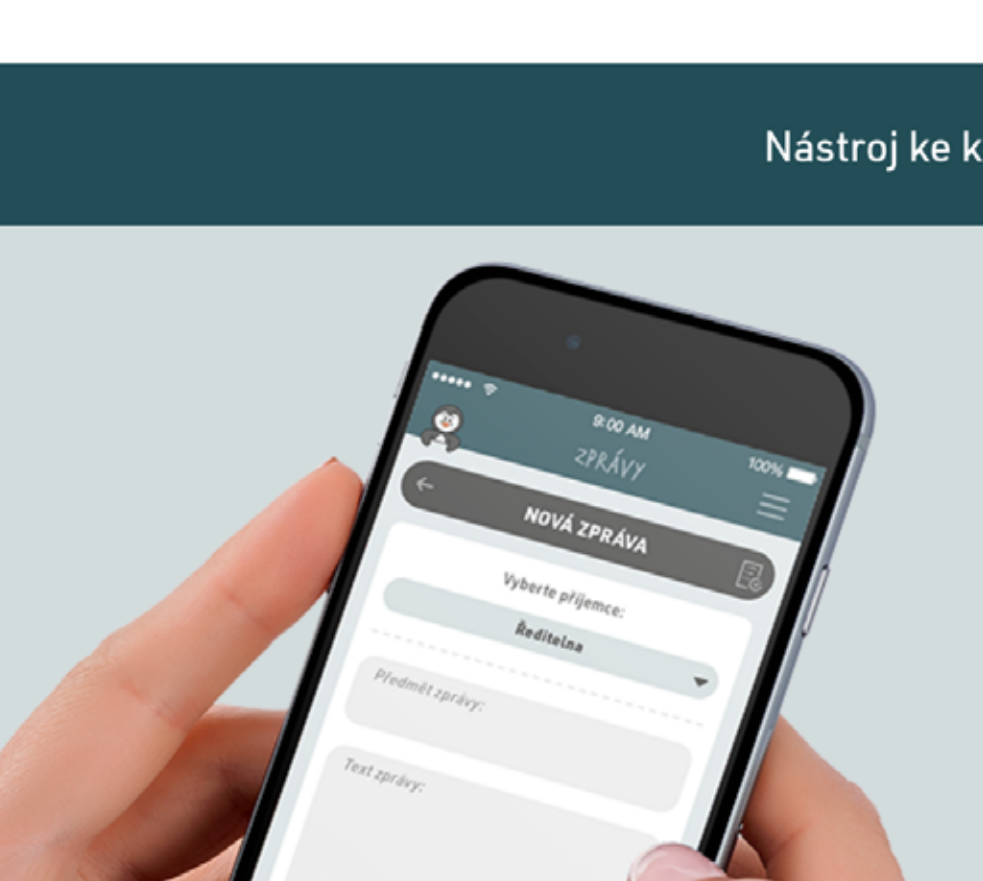 Nástroj ke k
9:00 AM
100%
ZPRÁVY
NOVÁ ZPRÁVA
Vyberte příjemce:
Ředitelna
Předmět zprávy:
Text zprávy: